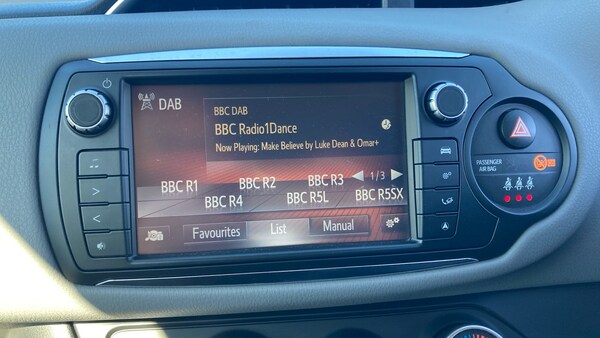 DAB
BBC DAB
BBC Radio1Dance
Now Playing: Make Believe by Luke Dean & Omar+
BBC R1 BBC R2 BBC R3 1/3
BBC R4 BBC R5L BBC R5SX
Favourites List Manual
PASSENGER
AIR BAG